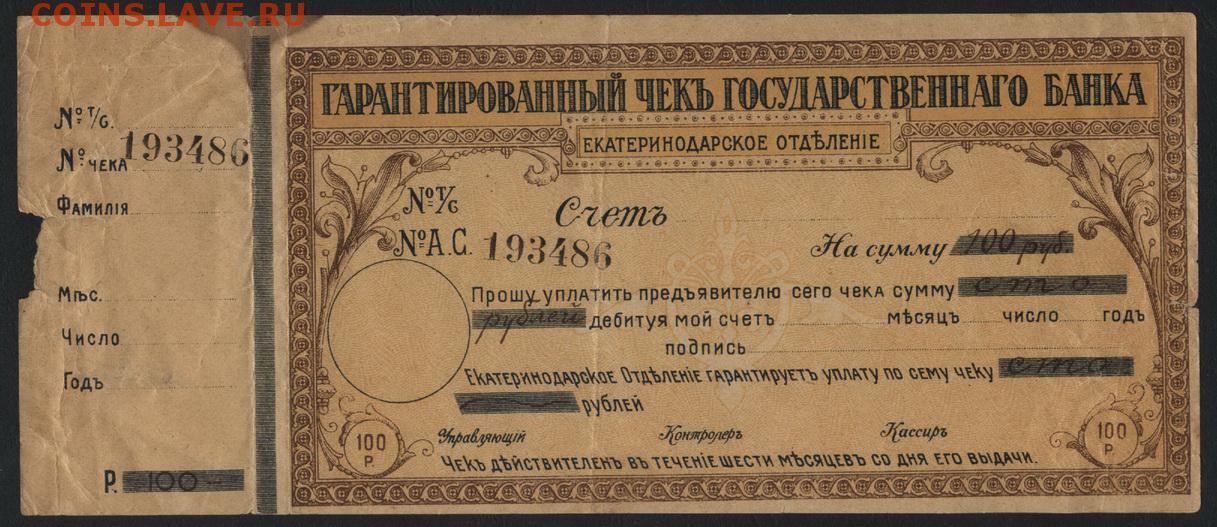 COINS.LAVE.RU
№ Т/С.
№ ЧЕКА 193486
ФАМИЛІЯ
Мѣс.
Число
Годъ
Р. 100
ГАРАНТИРОВАННЫЙ ЧЕКЪ ГОСУДАРСТВЕННАГО БАНКА
ЕКАТЕРИНОДАРСКОЕ ОТДѢЛЕНІЕ
№ Т/С Счетъ
№ А.С. 193486
На сумму 100 руб.
Прошу уплатить предъявителю сего чека сумму сто
рублей дебитуя мой счетъ мѣсяцъ число годъ
подпись
Екатеринодарское Отдѣленіе гарантируетъ уплату по сему чеку сто
рублей
Управляющій Контролеръ Кассиръ
100 Р. 100 Р.
Чекъ дѣйствителенъ въ теченіе шести мѣсяцевъ со дня его выдачи.